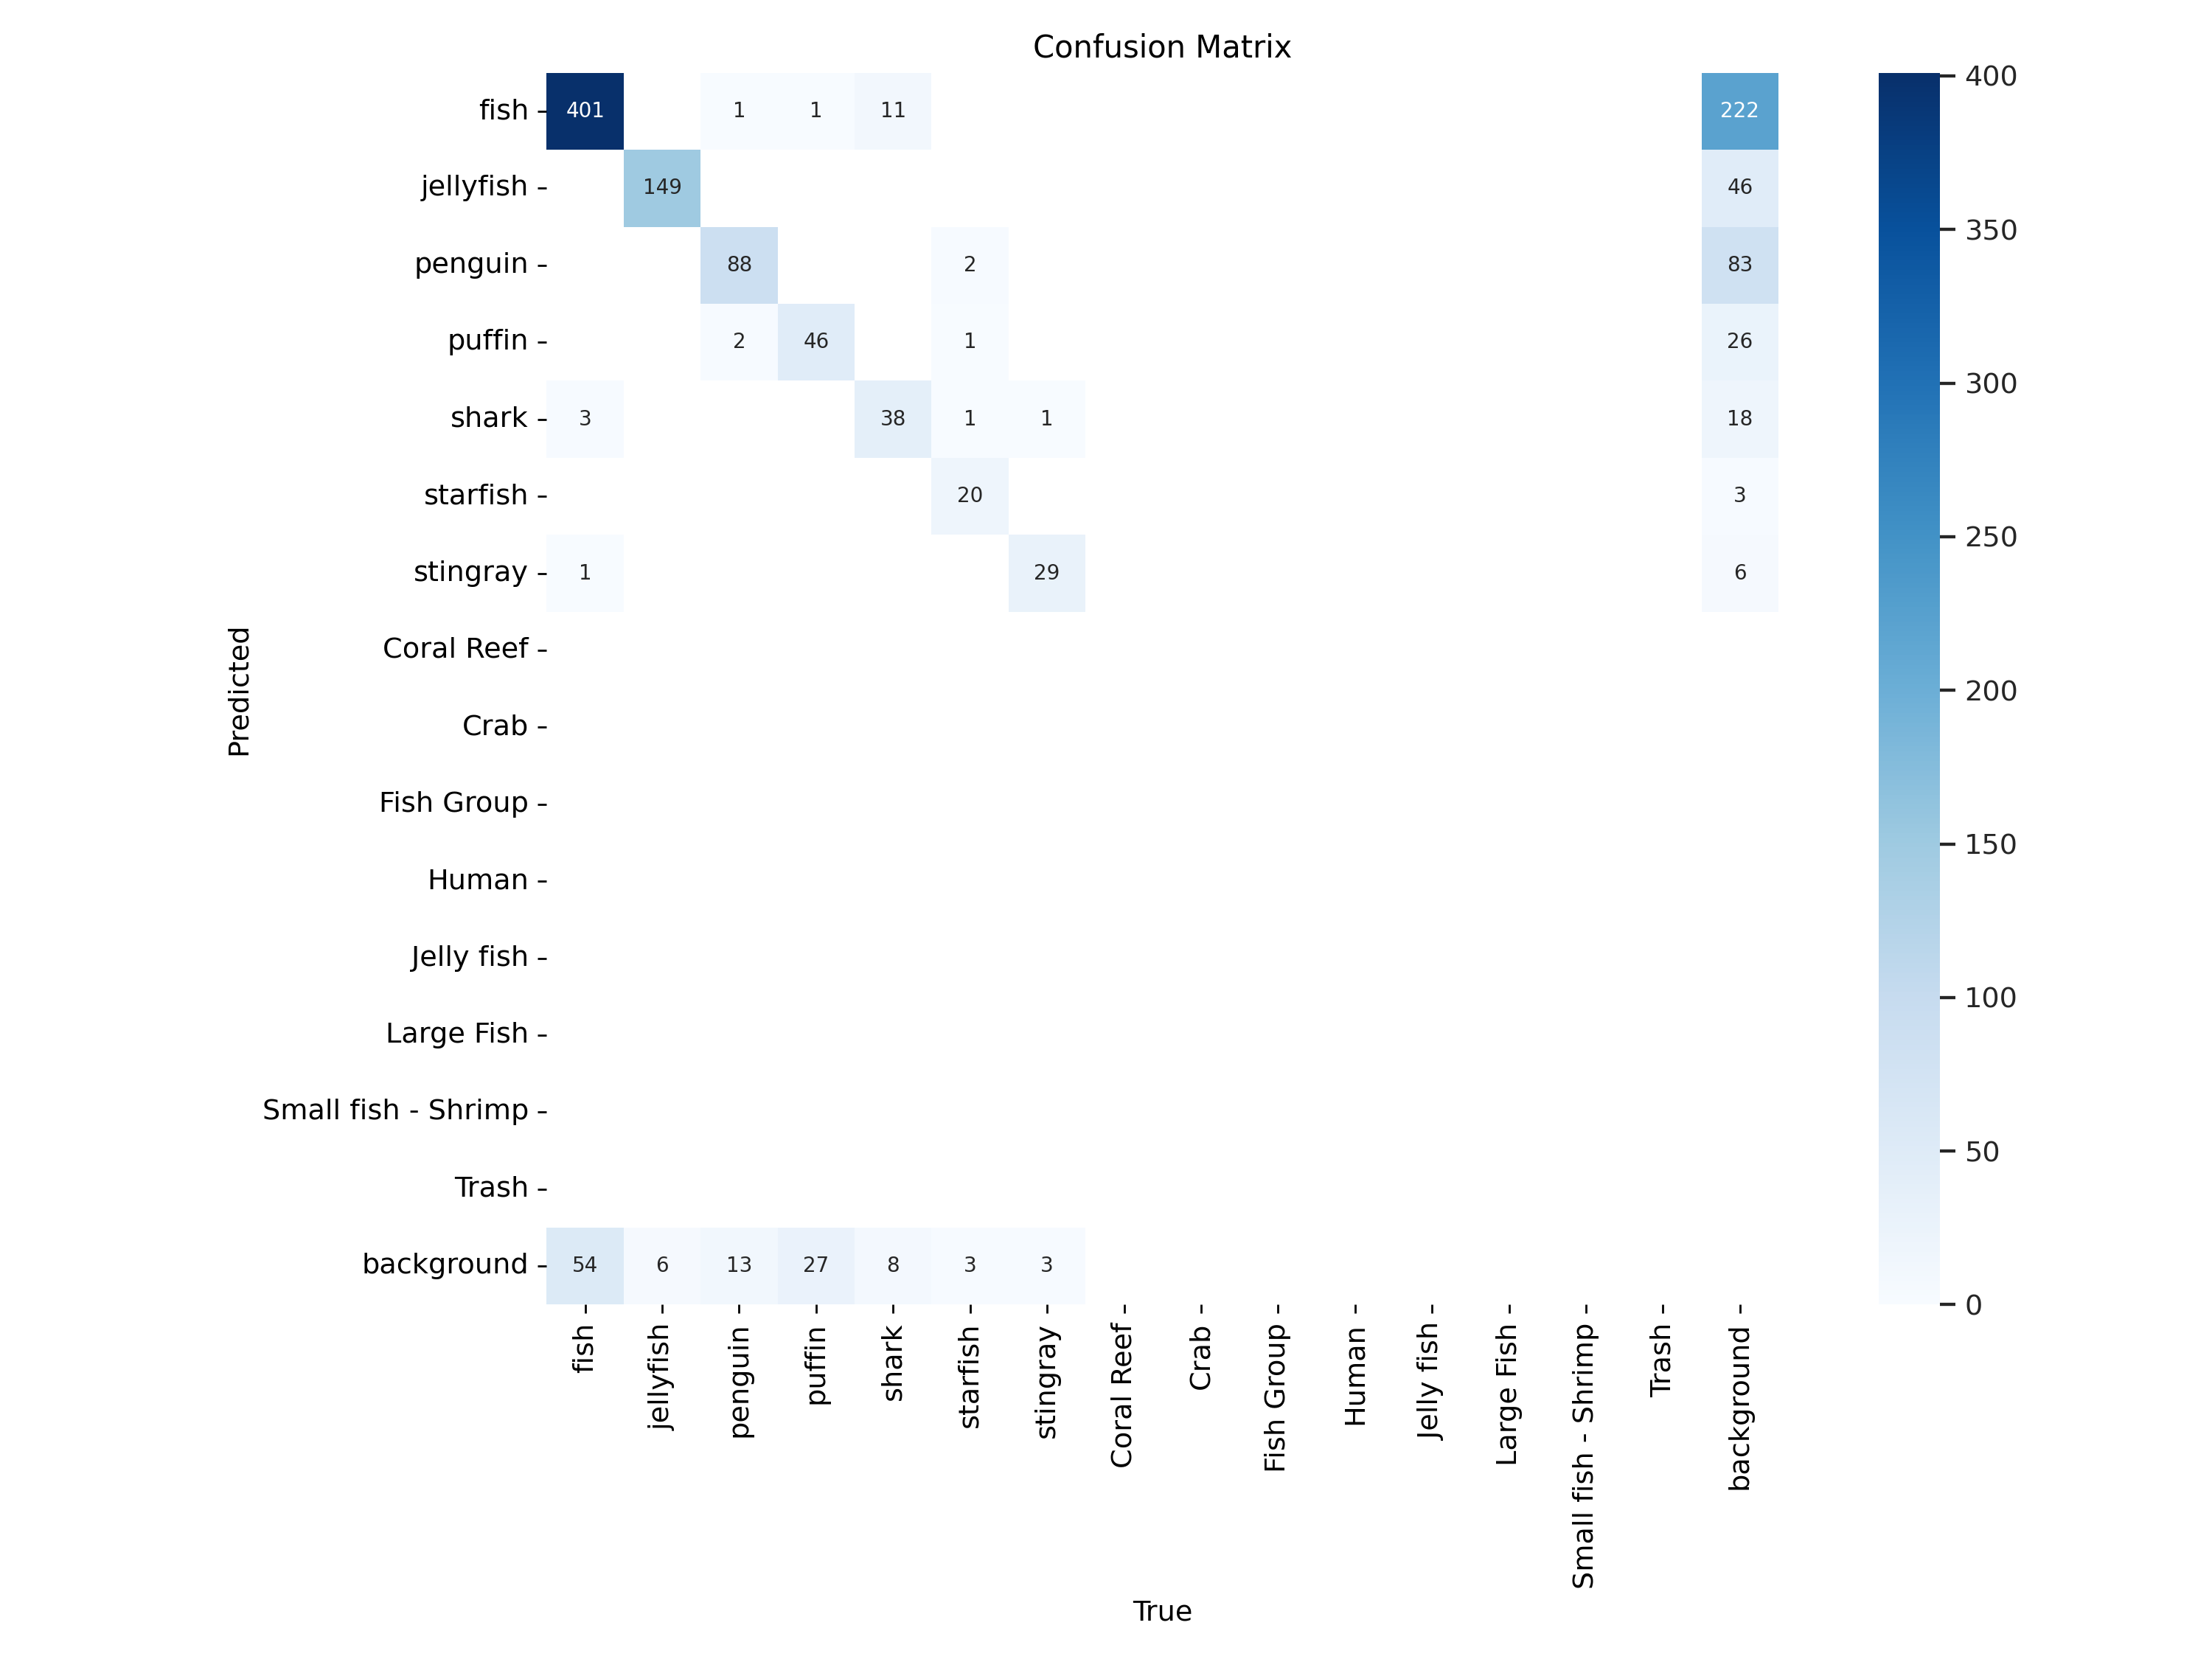 Confusion Matrix
fish 401 1 1 11 222
jellyfish 149 46
penguin 88 2 83
puffin 2 46 1 26
shark 3 38 1 1 18
starfish 20 3
stingray 1 29 6
Coral Reef
Crab
Fish Group
Human
Jelly fish
Large Fish
Small fish - Shrimp
Trash
background 54 6 13 27 8 3 3
Predicted
fish
jellyfish
penguin
puffin
shark
starfish
stingray
Coral Reef
Crab
Fish Group
Human
Jelly fish
Large Fish
Small fish - Shrimp
Trash
background
True
400
350
300
250
200
150
100
50
0